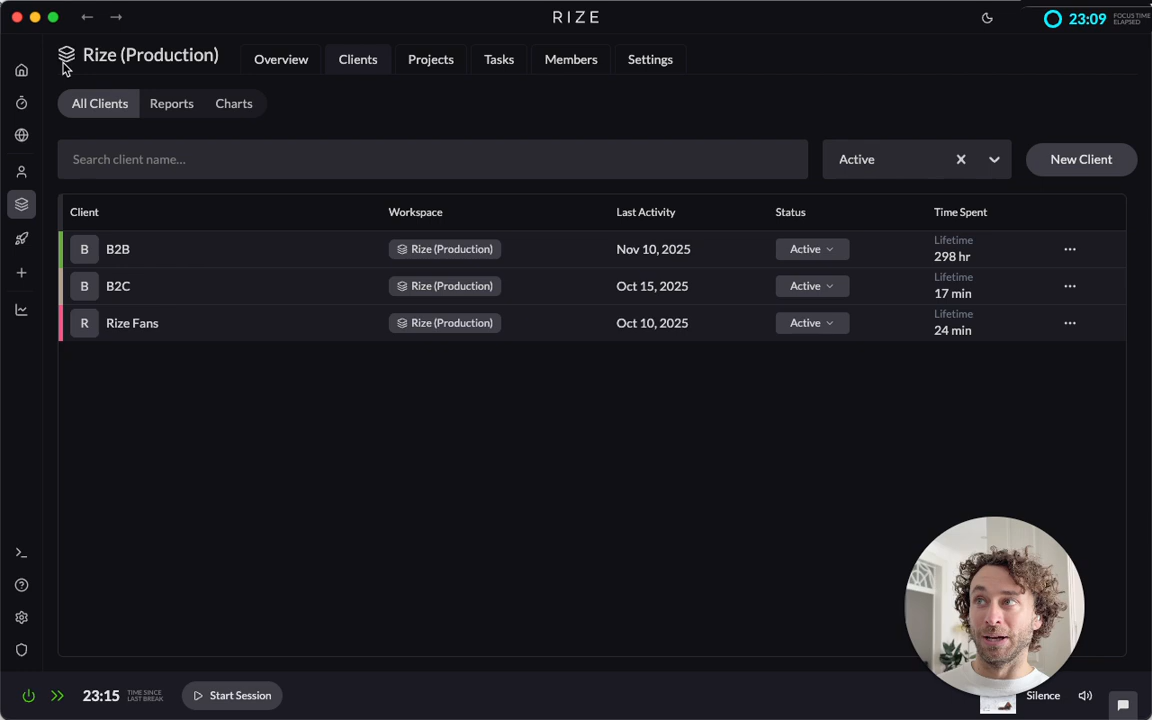 RIZE
23:09 FOCUS TIME ELAPSED
Rize (Production)
Overview Clients Projects Tasks Members Settings
All Clients Reports Charts
Search client name...
Active
New Client
Client Workspace Last Activity Status Time Spent
B B2B Rize (Production) Nov 10, 2025 Active Lifetime 298 hr
B B2C Rize (Production) Oct 15, 2025 Active Lifetime 17 min
R Rize Fans Rize (Production) Oct 10, 2025 Active Lifetime 24 min
23:15 TIME SINCE LAST BREAK Start Session Silence